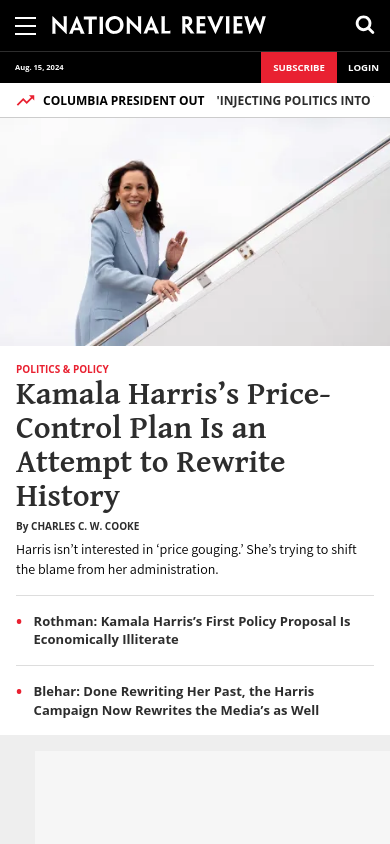 NATIONAL REVIEW
Aug. 15, 2024
SUBSCRIBE
LOGIN
COLUMBIA PRESIDENT OUT 'INJECTING POLITICS INTO
POLITICS & POLICY
Kamala Harris’s Price-
Control Plan Is an
Attempt to Rewrite
History
By CHARLES C. W. COOKE
Harris isn’t interested in ‘price gouging.’ She’s trying to shift
the blame from her administration.
• Rothman: Kamala Harris’s First Policy Proposal Is
Economically Illiterate
• Blehar: Done Rewriting Her Past, the Harris
Campaign Now Rewrites the Media’s as Well